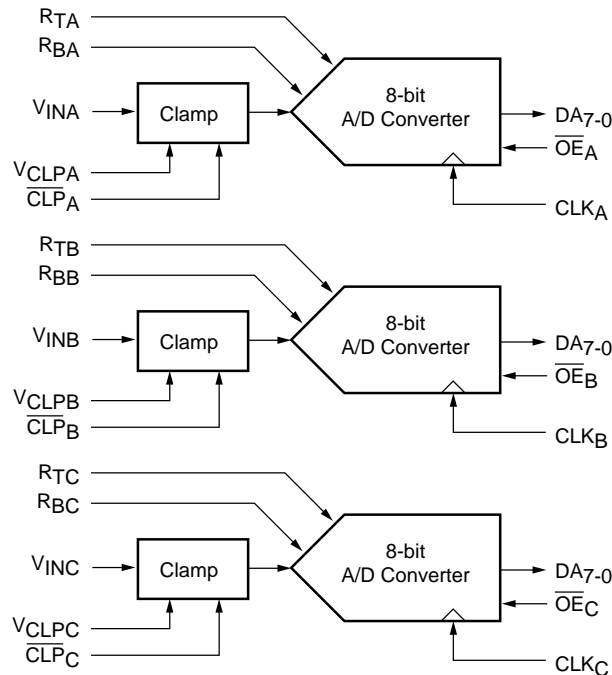 RTA
RBA
8-bit
A/D Converter
VINA
Clamp
DA7-0
OEA
VCLPA
CLPA
CLKA
RTB
RBB
8-bit
A/D Converter
VINB
Clamp
DA7-0
OEB
VCLPB
CLPB
CLKB
RTC
RBC
8-bit
A/D Converter
VINC
Clamp
DA7-0
OEC
VCLPC
CLPC
CLKC